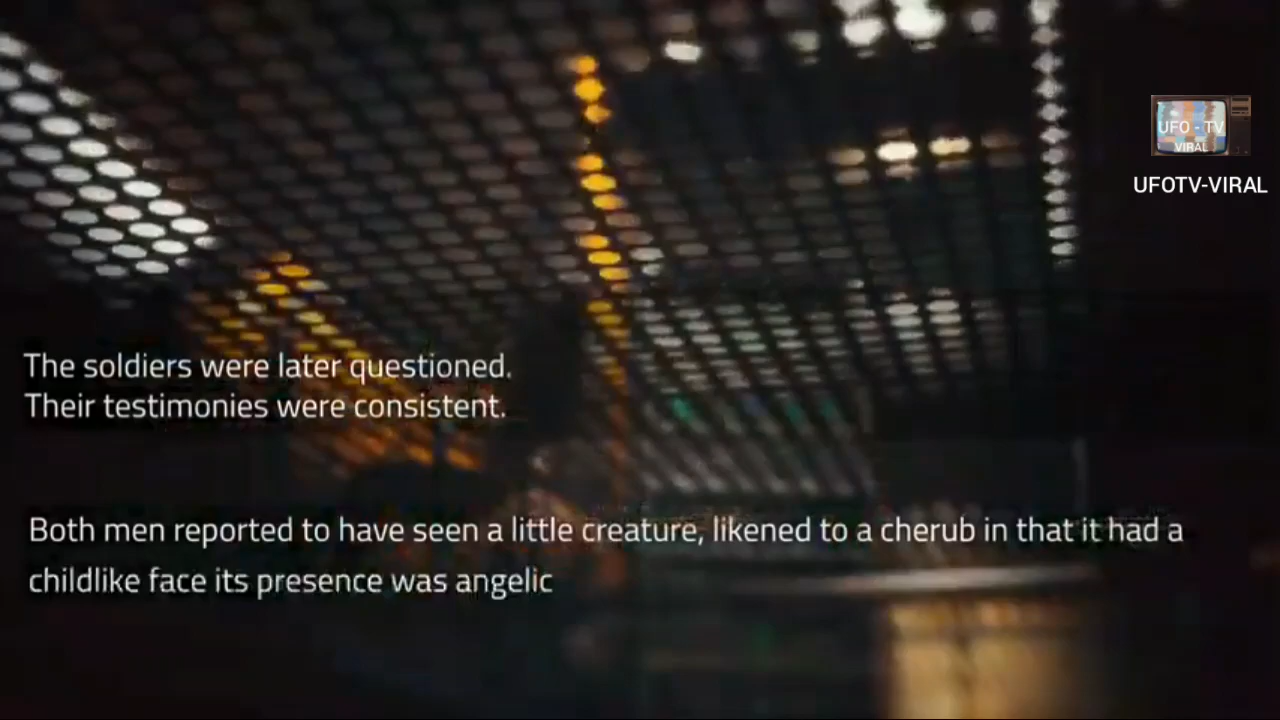 UFO - TV
VIRAL
UFOTV-VIRAL
The soldiers were later questioned.
Their testimonies were consistent.
Both men reported to have seen a little creature, likened to a cherub in that it had a
childlike face its presence was angelic